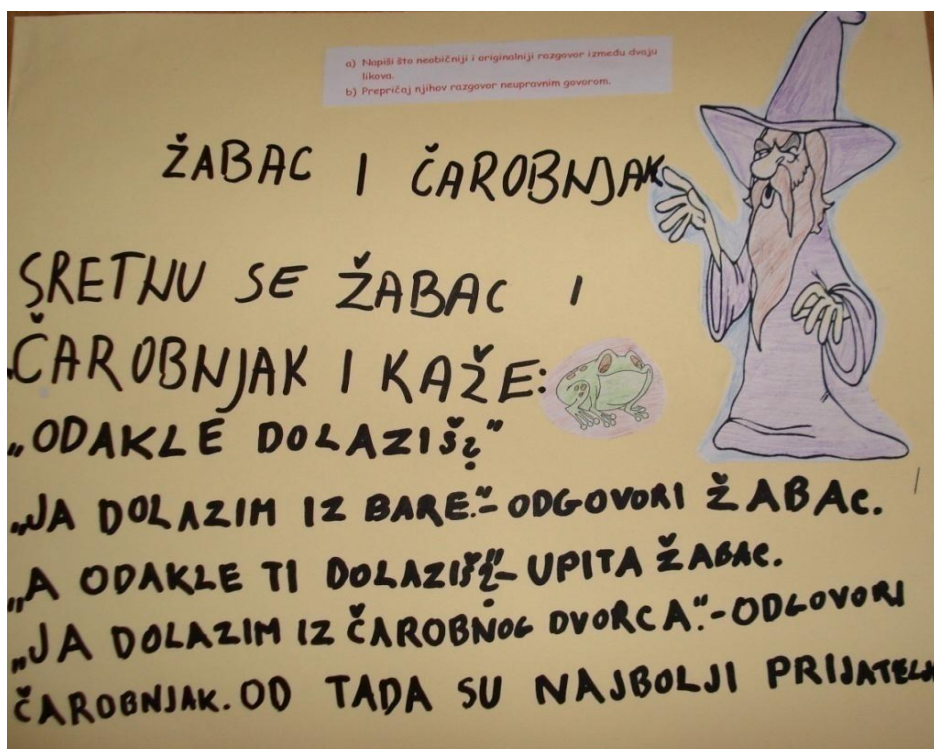 a) Napiši što neobičniji i originalniji razgovor između dvaju
likova.
b) Prepričaj njihov razgovor neupravnim govorom.
ŽABAC I ČAROBNJAK
SRETNU SE ŽABAC I
ČAROBNJAK I KAŽE:
„ODAKLE DOLAZIŠ?”
„JA DOLAZIM IZ BARE.”-ODGOVORI ŽABAC.
„A ODAKLE TI DOLAZIŠ?”-UPITA ŽABAC.
„JA DOLAZIM IZ ČAROBNOG DVORCA.”-ODGOVORI
ČAROBNJAK. OD TADA SU NAJBOLJI PRIJATELJI